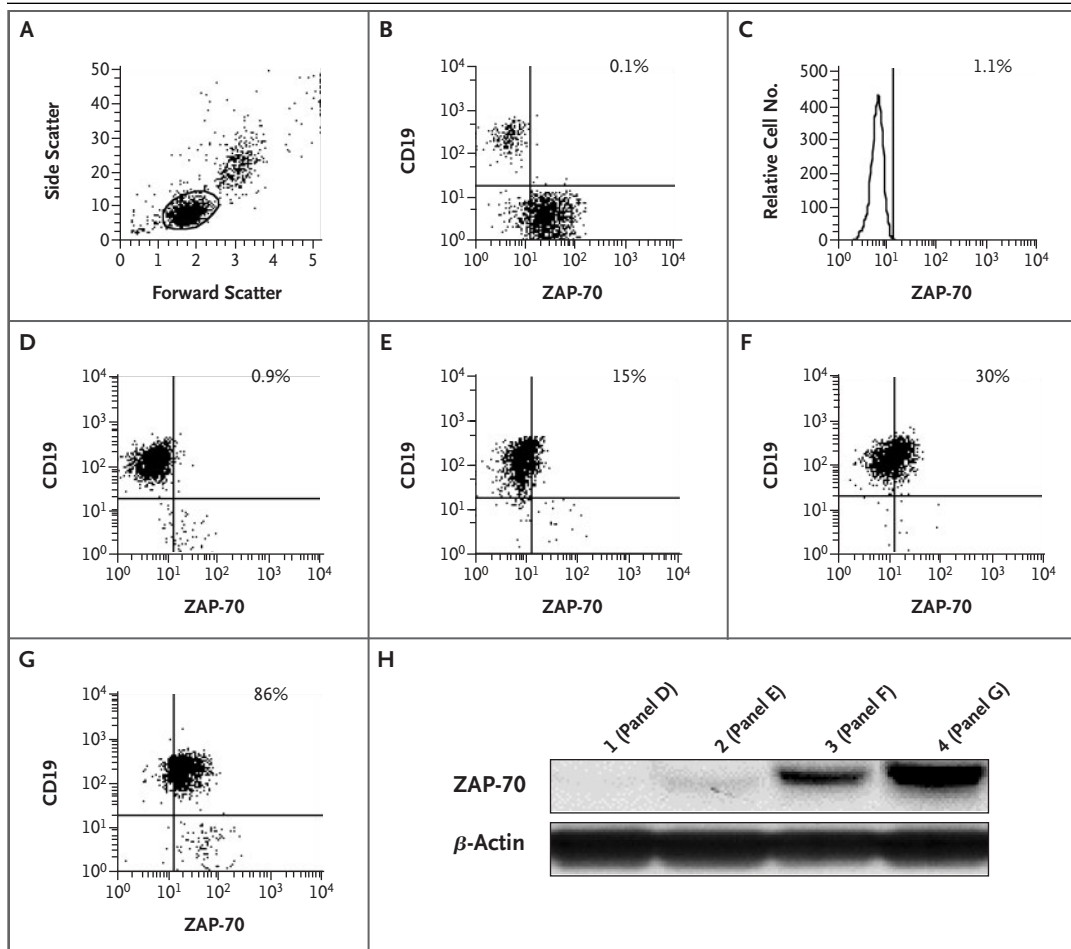 A
50
40
30
20
10
0
Side Scatter
0 1 2 3 4 5
Forward Scatter
B
0.1%
10⁴
10³
10²
10¹
10⁰
CD19
10⁰ 10¹ 10² 10³ 10⁴
ZAP-70
C
1.1%
500
400
300
200
100
0
Relative Cell No.
10⁰ 10¹ 10² 10³ 10⁴
ZAP-70
D
0.9%
10⁴
10³
10²
10¹
10⁰
CD19
10⁰ 10¹ 10² 10³ 10⁴
ZAP-70
E
15%
10⁴
10³
10²
10¹
10⁰
CD19
10⁰ 10¹ 10² 10³ 10⁴
ZAP-70
F
30%
10⁴
10³
10²
10¹
10⁰
CD19
10⁰ 10¹ 10² 10³ 10⁴
ZAP-70
G
86%
10⁴
10³
10²
10¹
10⁰
CD19
10⁰ 10¹ 10² 10³ 10⁴
ZAP-70
H
1 (Panel D)
2 (Panel E)
3 (Panel F)
4 (Panel G)
ZAP-70
β-Actin